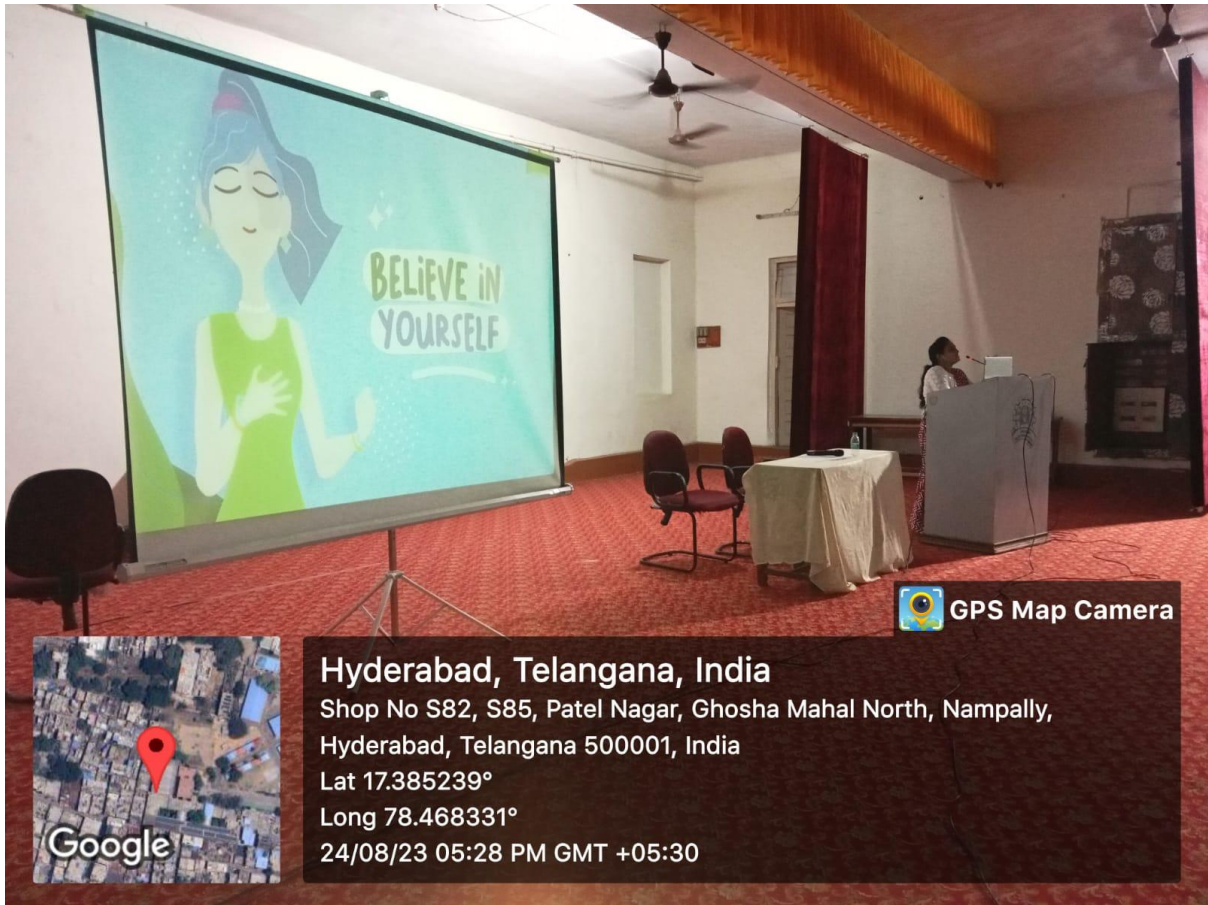 BELIEVE IN
YOURSELF
GPS Map Camera
Hyderabad, Telangana, India
Shop No S82, S85, Patel Nagar, Ghosha Mahal North, Nampally,
Hyderabad, Telangana 500001, India
Lat 17.385239°
Long 78.468331°
24/08/23 05:28 PM GMT +05:30
Google